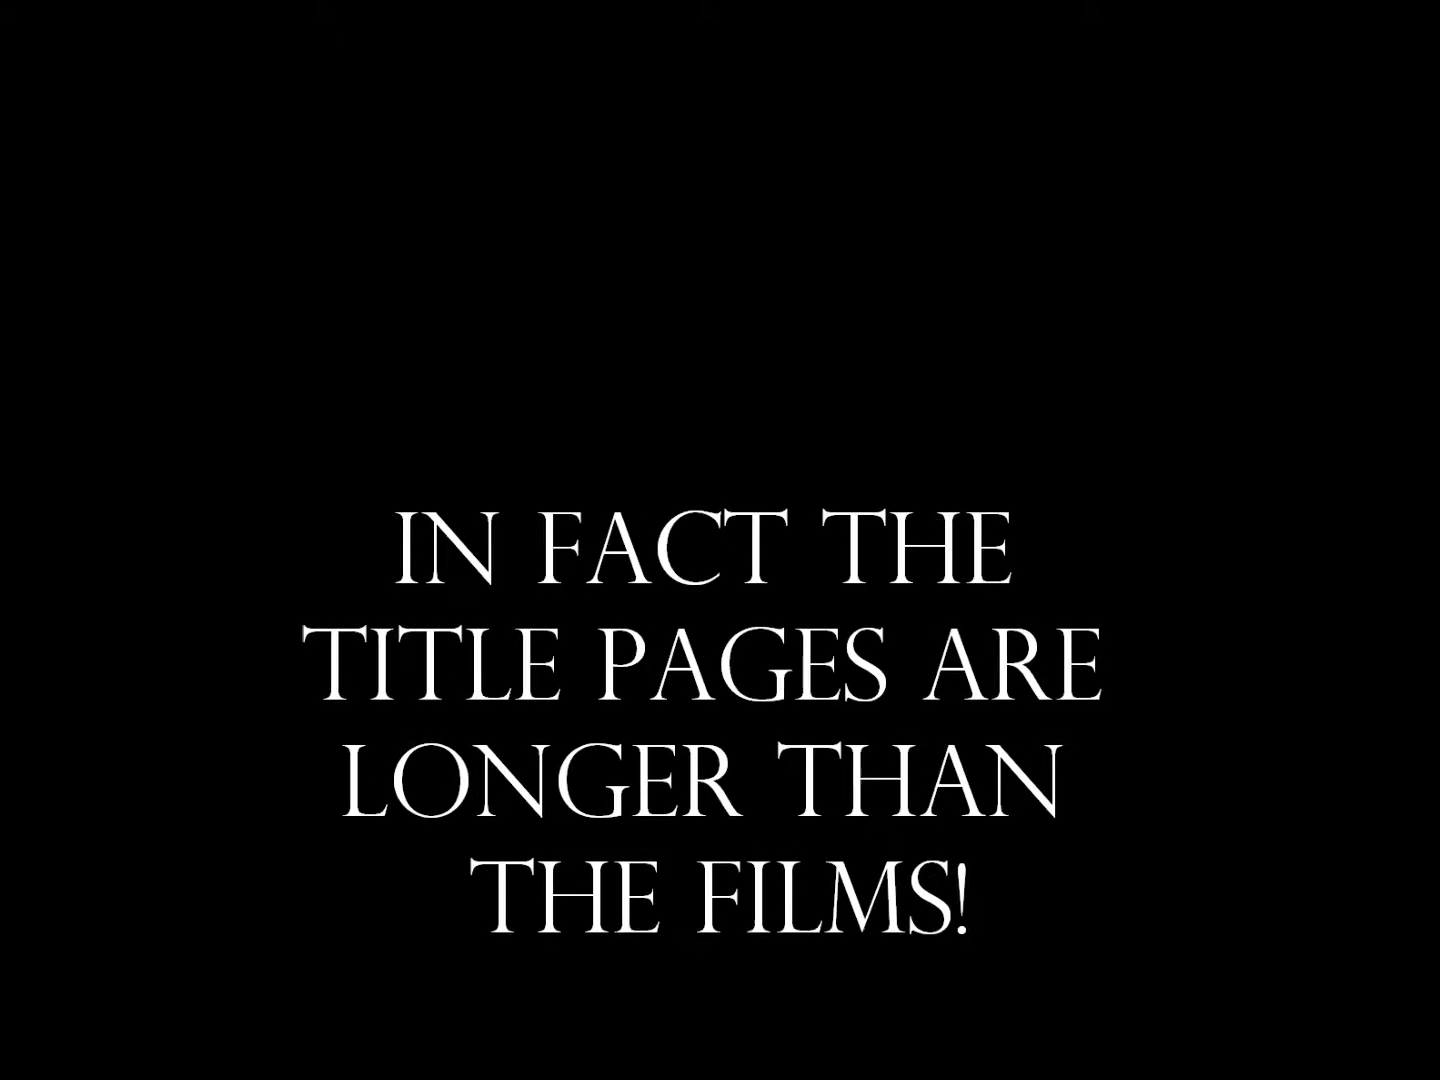 IN FACT THE
TITLE PAGES ARE
LONGER THAN
THE FILMS!